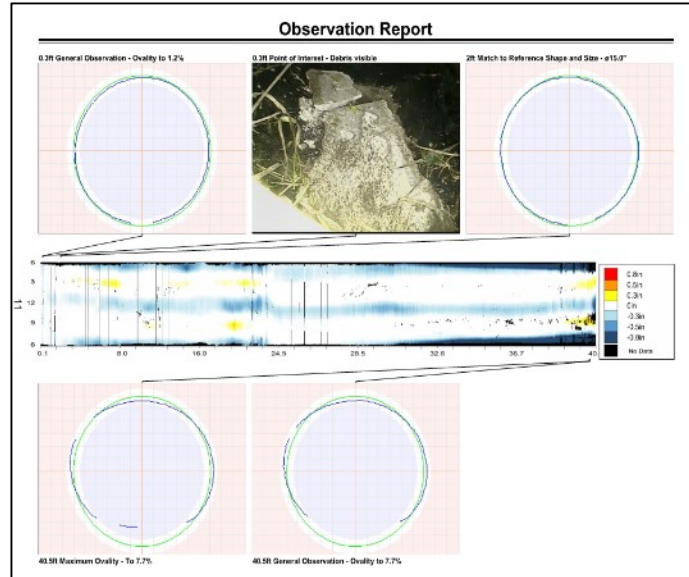 Observation Report
0.3ft General Observation - Ovality to 1.2%
0.3ft Point of Interest - Debris visible
2ft Match to Reference Shape and Size - ø15.0"
6
3
12
9
6
11
0.1 8.0 16.0 24.5 28.5 32.6 36.7 40.
0.8in
0.5in
0.3in
0in
-0.3in
-0.5in
-0.8in
No Data
40.5ft Maximum Ovality - To 7.7%
40.5ft General Observation - Ovality to 7.7%